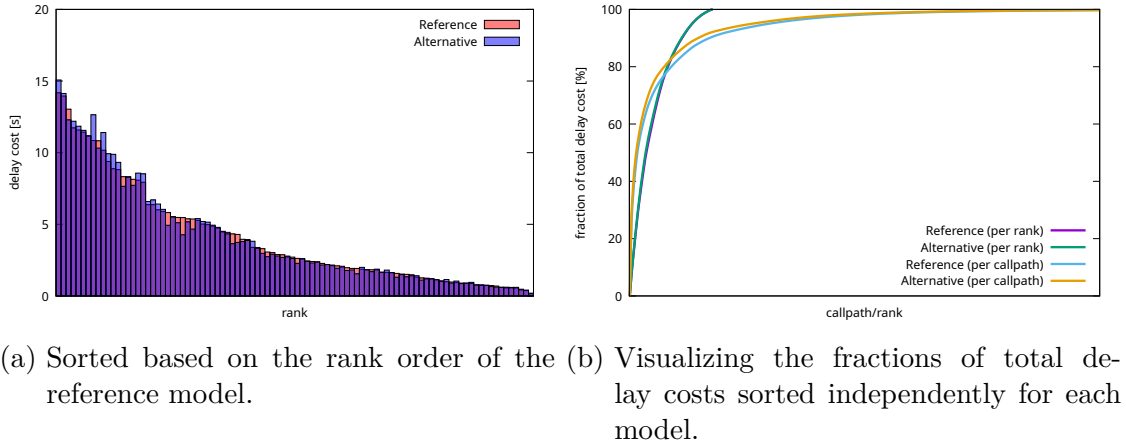 20
15
10
5
0
delay cost [s]
rank
Reference
Alternative
100
80
60
40
20
0
fraction of total delay cost [%]
callpath/rank
Reference (per rank)
Alternative (per rank)
Reference (per callpath)
Alternative (per callpath)
(a) Sorted based on the rank order of the
reference model.
(b) Visualizing the fractions of total de-
lay costs sorted independently for each
model.